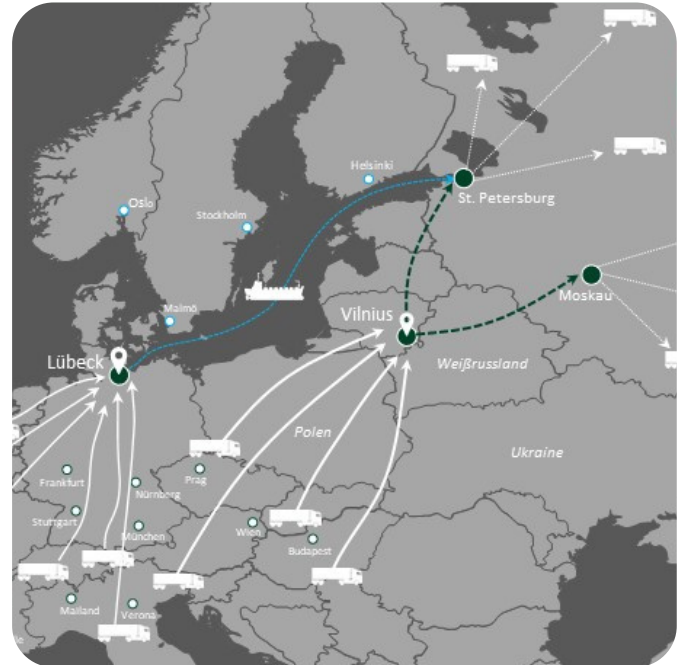 Helsinki
St. Petersburg
Oslo
Stockholm
Moskau
Malmö
Vilnius
Lübeck
Weißrussland
Polen
Ukraine
Frankfurt
Prag
Nürnberg
Stuttgart
München
Wien
Budapest
Mailand
Verona